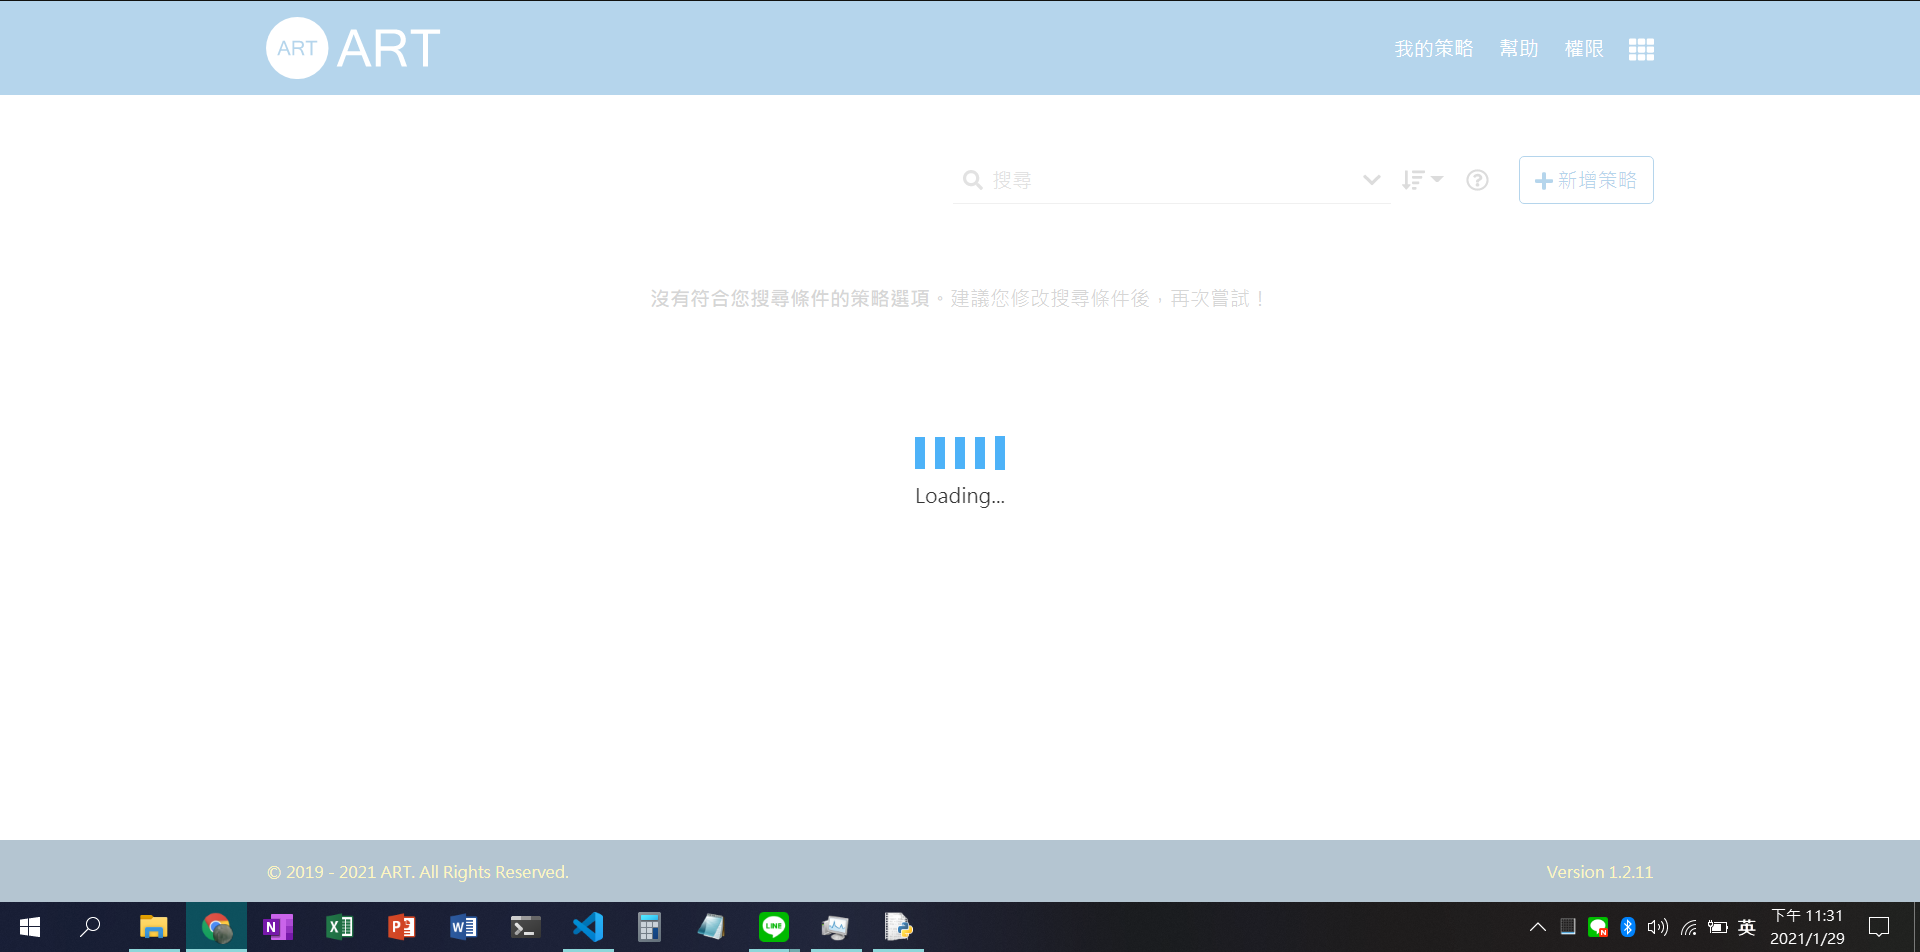 ART ART
我的策略 幫助 權限
搜尋
新增策略
沒有符合您搜尋條件的策略選項。建議您修改搜尋條件後，再次嘗試！
Loading...
© 2019 - 2021 ART. All Rights Reserved.
Version 1.2.11
英
下午 11:31
2021/1/29